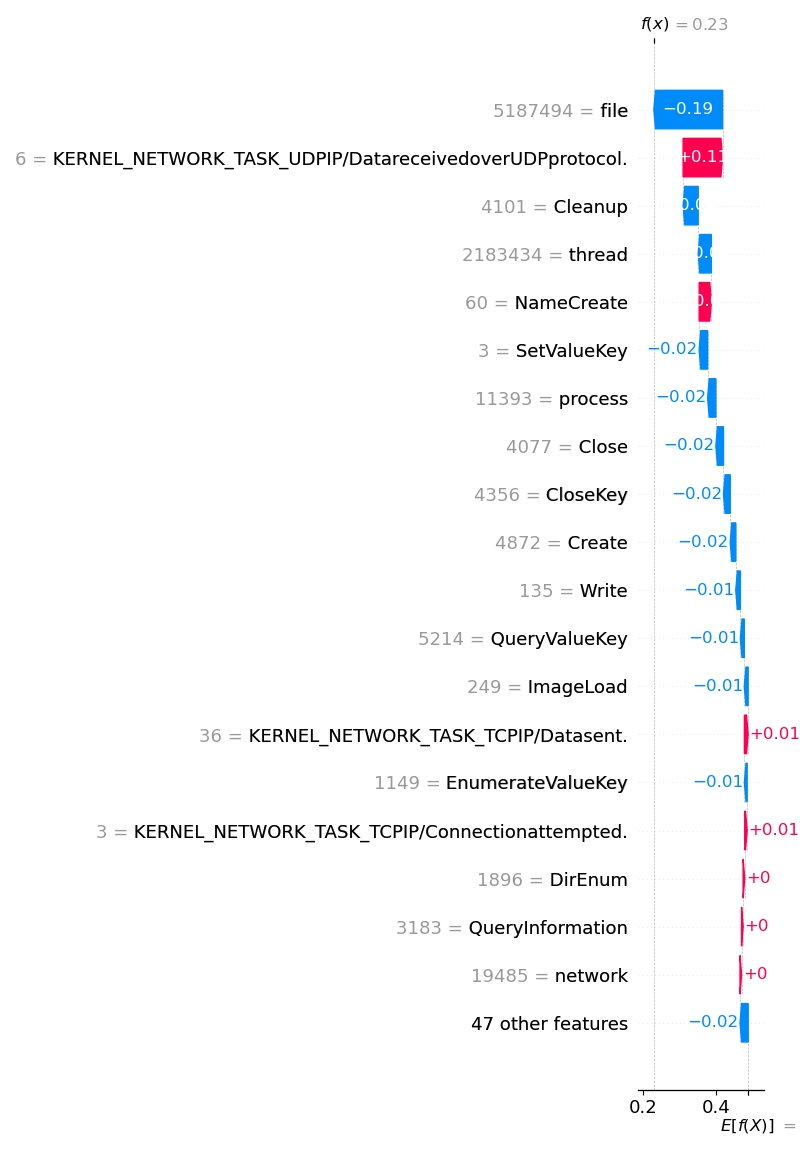 f(x) = 0.23
5187494 = file −0.19
6 = KERNEL_NETWORK_TASK_UDPIP/DatareceivedoverUDPprotocol. +0.11
4101 = Cleanup
2183434 = thread
60 = NameCreate
3 = SetValueKey −0.02
11393 = process −0.02
4077 = Close −0.02
4356 = CloseKey −0.02
4872 = Create −0.02
135 = Write −0.01
5214 = QueryValueKey −0.01
249 = ImageLoad −0.01
36 = KERNEL_NETWORK_TASK_TCPIP/Datasent. +0.01
1149 = EnumerateValueKey −0.01
3 = KERNEL_NETWORK_TASK_TCPIP/Connectionattempted. +0.01
1896 = DirEnum +0
3183 = QueryInformation +0
19485 = network +0
47 other features −0.02
0.2 0.4
E[f(X)] =